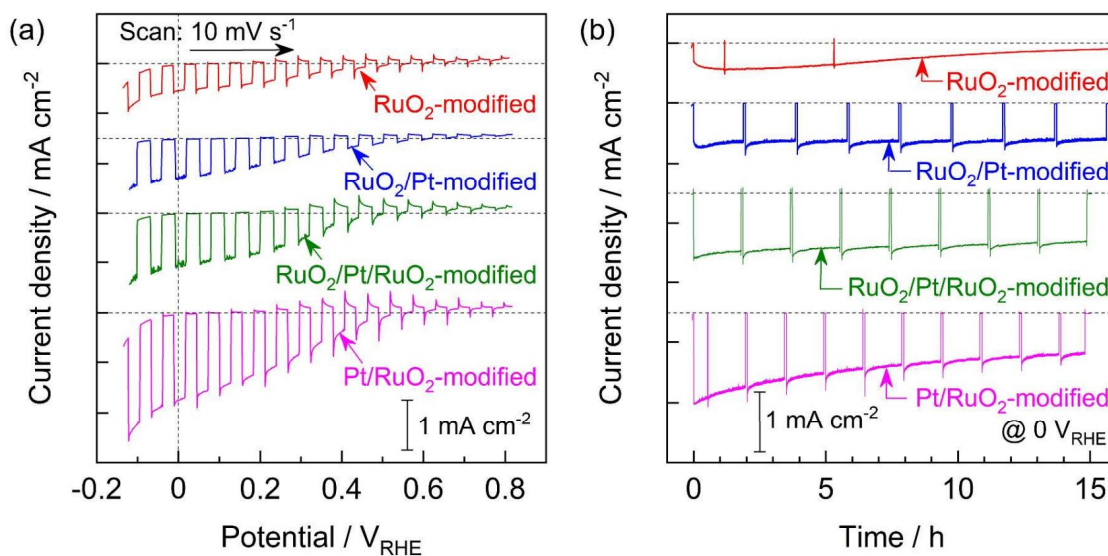 (a)
Scan: 10 mV s⁻¹
RuO₂-modified
RuO₂/Pt-modified
RuO₂/Pt/RuO₂-modified
Pt/RuO₂-modified
1 mA cm⁻²
Current density / mA cm⁻²
-0.2 0 0.2 0.4 0.6 0.8 1.0
Potential / V_RHE
(b)
RuO₂-modified
RuO₂/Pt-modified
RuO₂/Pt/RuO₂-modified
Pt/RuO₂-modified
1 mA cm⁻²
@ 0 V_RHE
Current density / mA cm⁻²
0 5 10 15
Time / h